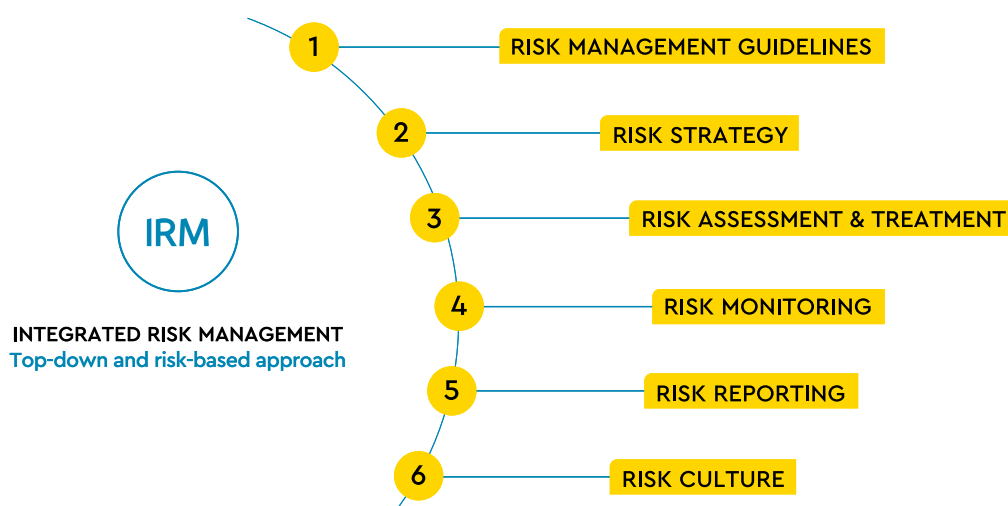 1
RISK MANAGEMENT GUIDELINES
2
RISK STRATEGY
3
RISK ASSESSMENT & TREATMENT
IRM
4
RISK MONITORING
INTEGRATED RISK MANAGEMENT
Top-down and risk-based approach
5
RISK REPORTING
6
RISK CULTURE